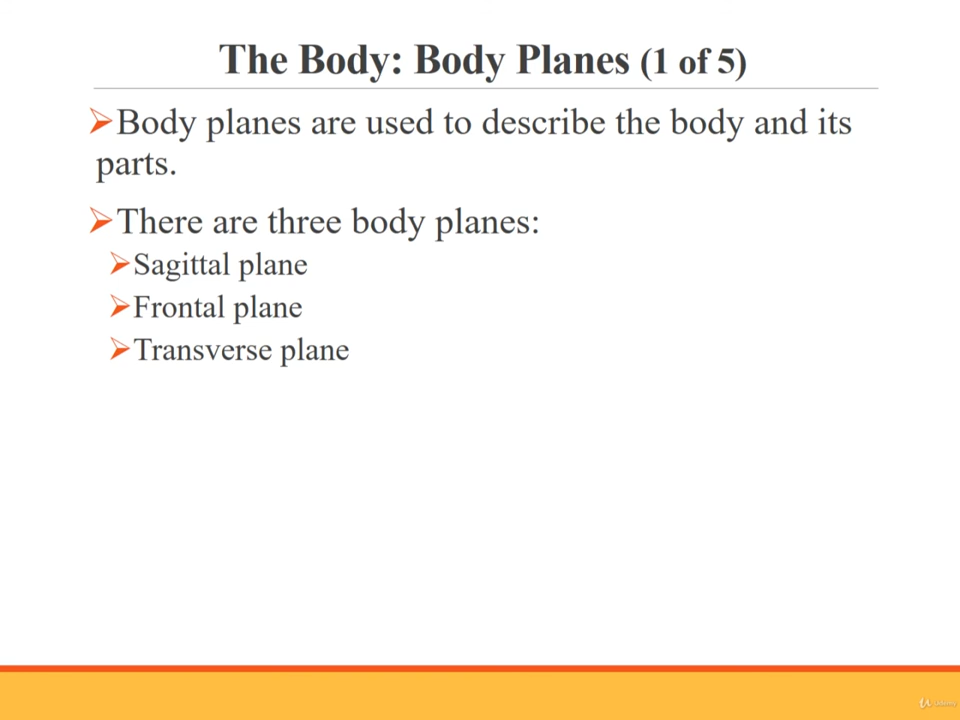 The Body: Body Planes (1 of 5)
Body planes are used to describe the body and its
parts.
There are three body planes:
Sagittal plane
Frontal plane
Transverse plane
Udemy